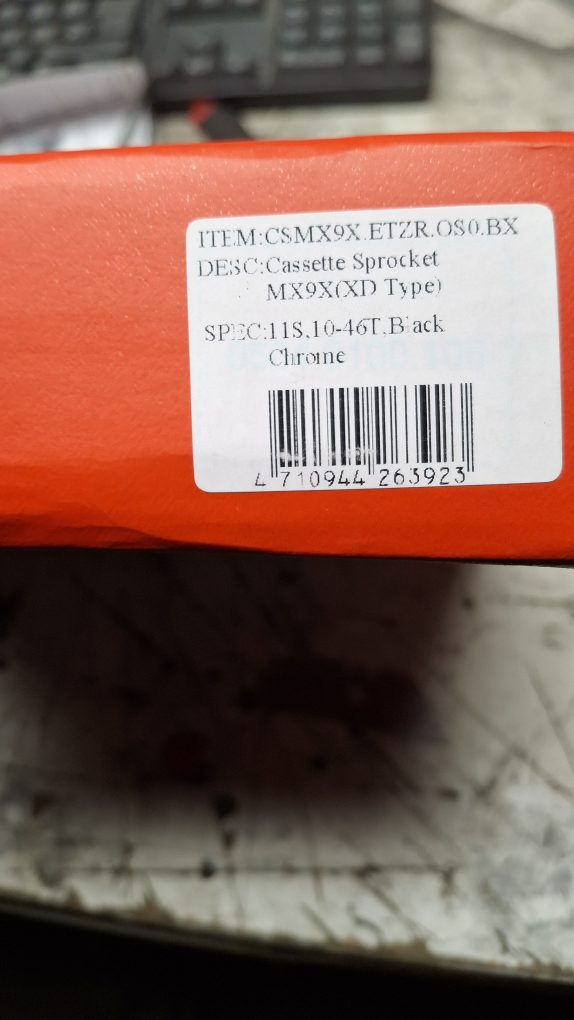 ITEM:CSMX9X.ETZR.OS0.BX
DESC:Cassette Sprocket
MX9X(XD Type)
SPEC:11S,10-46T,Black
Chrome
4 710944 263923